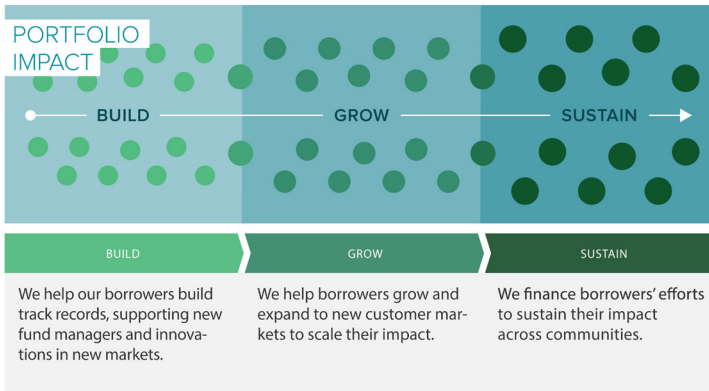 PORTFOLIO
IMPACT
BUILD
GROW
SUSTAIN
BUILD
GROW
SUSTAIN
We help our borrowers build
track records, supporting new
fund managers and innova-
tions in new markets.
We help borrowers grow and
expand to new customer mar-
kets to scale their impact.
We finance borrowers’ efforts
to sustain their impact
across communities.